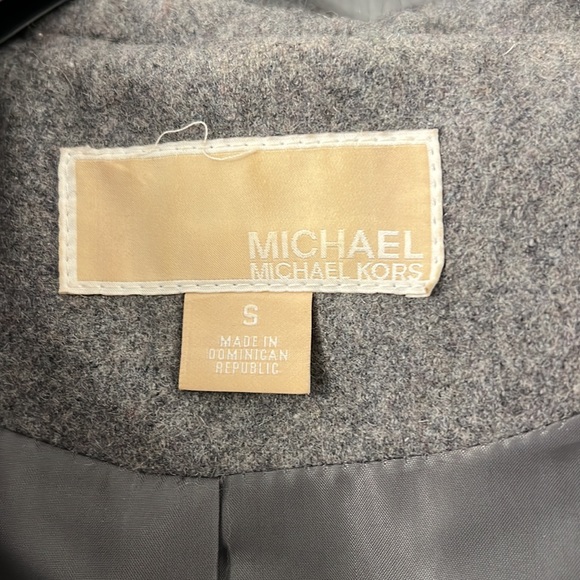 MICHAEL
MICHAEL KORS
S
MADE IN
DOMINICAN
REPUBLIC